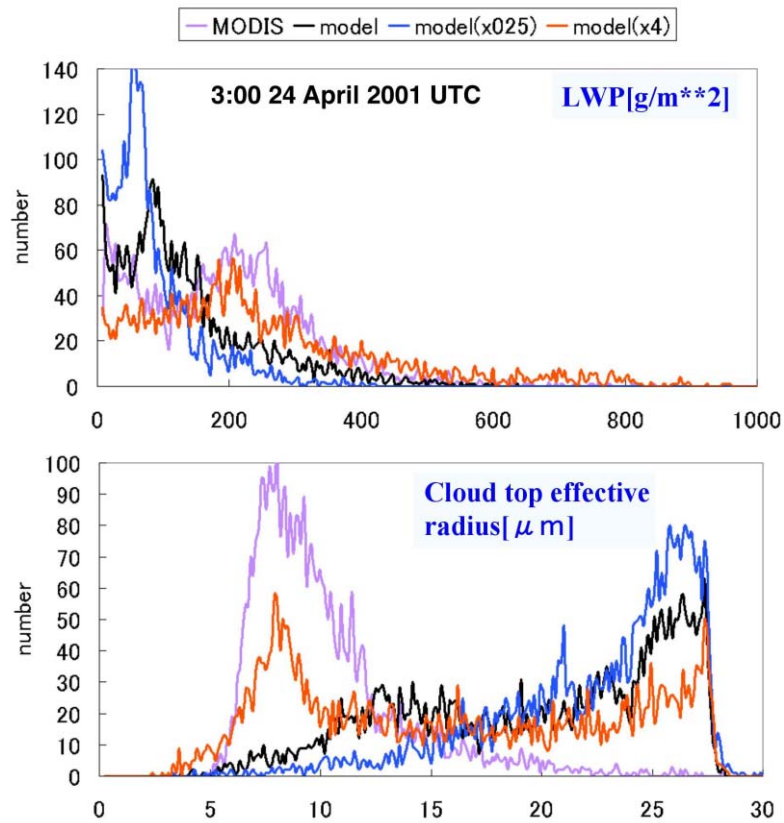 MODIS model model(x025) model(x4)
3:00 24 April 2001 UTC
LWP[g/m**2]
number
140
120
100
80
60
40
20
0
0 200 400 600 800 1000
Cloud top effective
radius[μm]
number
100
90
80
70
60
50
40
30
20
10
0
0 5 10 15 20 25 30